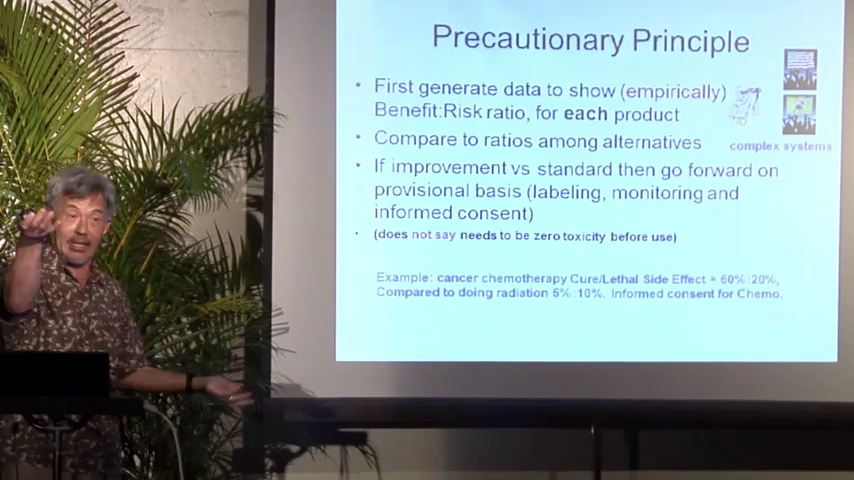 Precautionary Principle
• First generate data to show (empirically)
Benefit:Risk ratio, for each product
• Compare to ratios among alternatives
complex systems
• If improvement vs standard then go forward on
provisional basis (labeling, monitoring and
informed consent)
• (does not say needs to be zero toxicity before use)
Example: cancer chemotherapy Cure/Lethal Side Effect = 60%:20%,
Compared to doing radiation 5%:10%. Informed consent for Chemo.